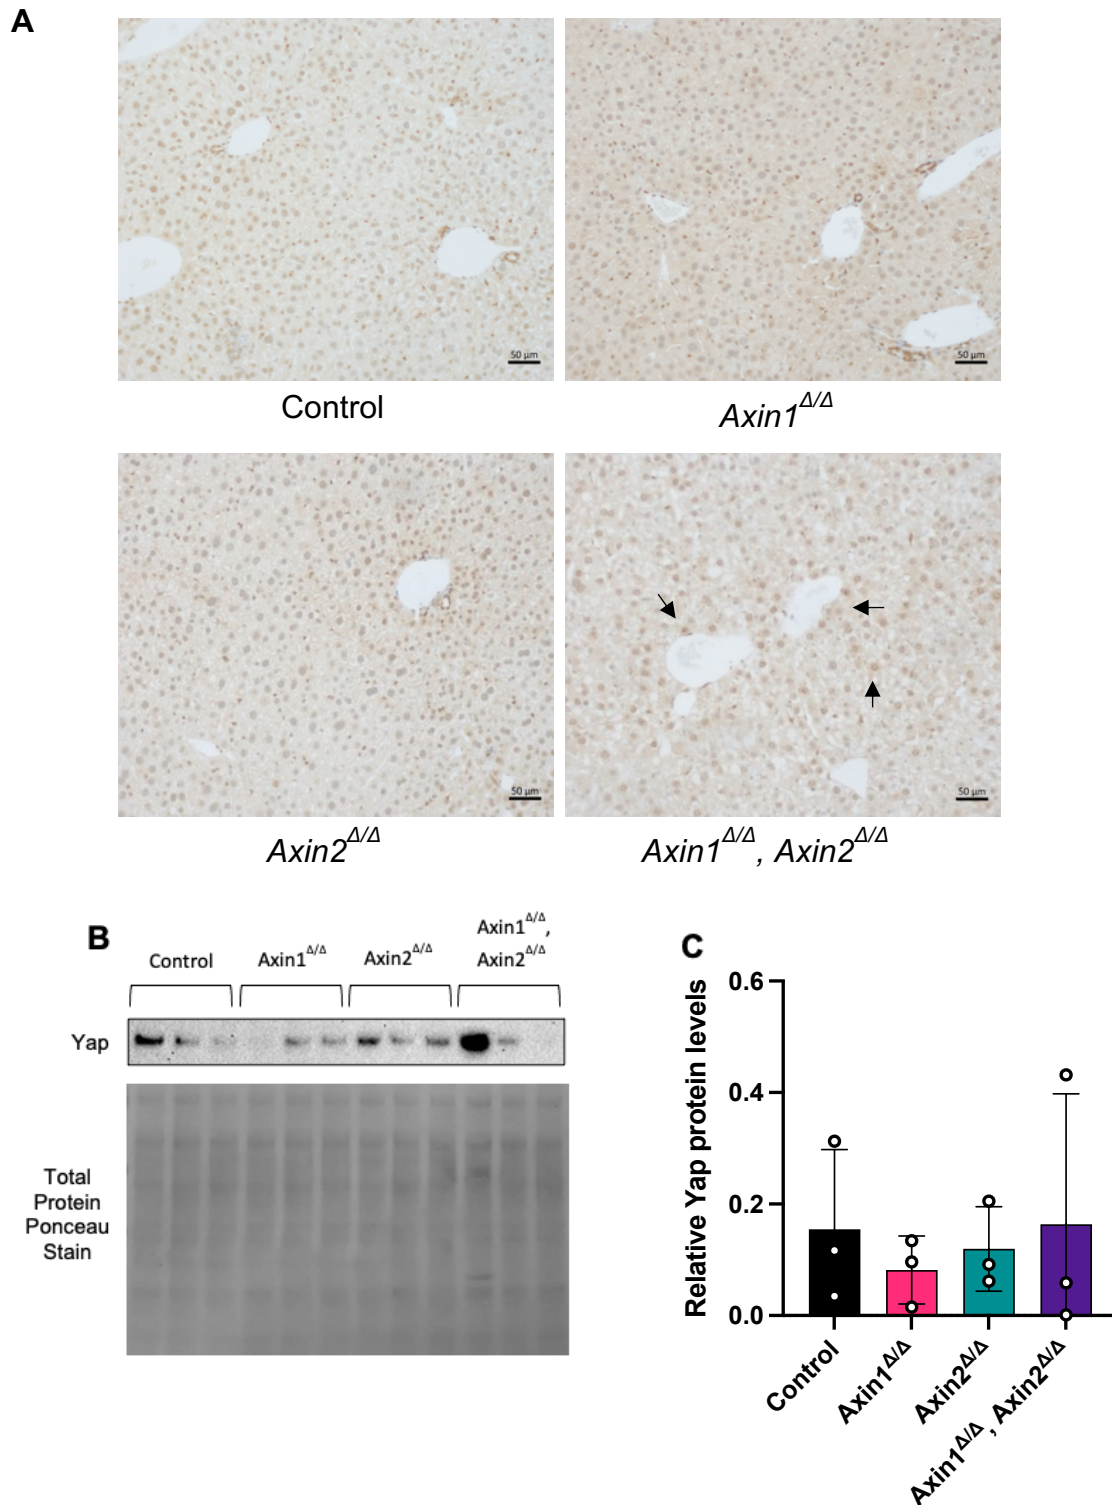 A
50 µm
50 µm
Control
Axin1Δ/Δ
50 µm
50 µm
Axin2Δ/Δ
Axin1Δ/Δ, Axin2Δ/Δ
B
Control
Axin1Δ/Δ
Axin2Δ/Δ
Axin1Δ/Δ,
Axin2Δ/Δ
Yap
Total
Protein
Ponceau
Stain
C
Relative Yap protein levels
0.6
0.4
0.2
0.0
Control
Axin1Δ/Δ
Axin2Δ/Δ
Axin1Δ/Δ, Axin2Δ/Δ